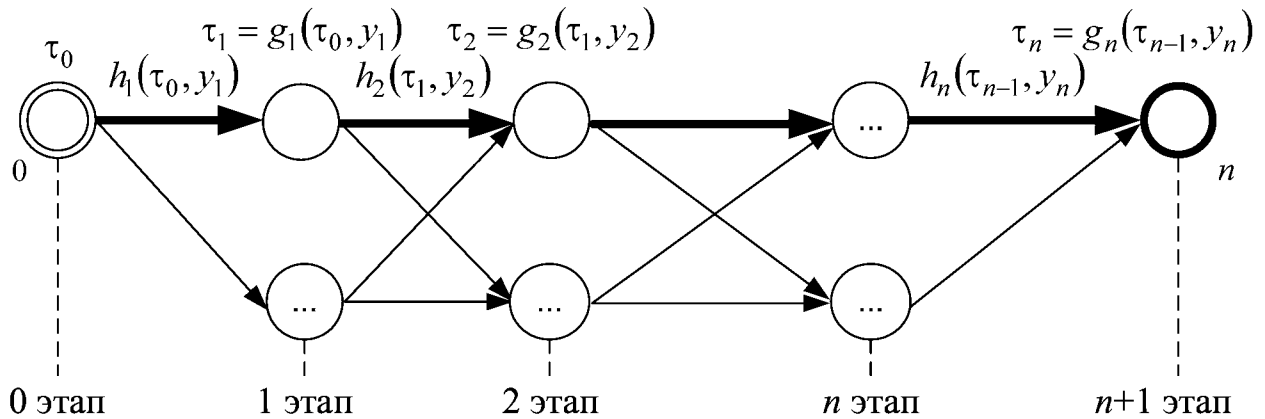 τ₀ τ₁ = g₁(τ₀, y₁) τ₂ = g₂(τ₁, y₂) τₙ = gₙ(τₙ₋₁, yₙ)
h₁(τ₀, y₁) h₂(τ₁, y₂) hₙ(τₙ₋₁, yₙ)
...
0 n
... ... ...
0 этап 1 этап 2 этап n этап n+1 этап